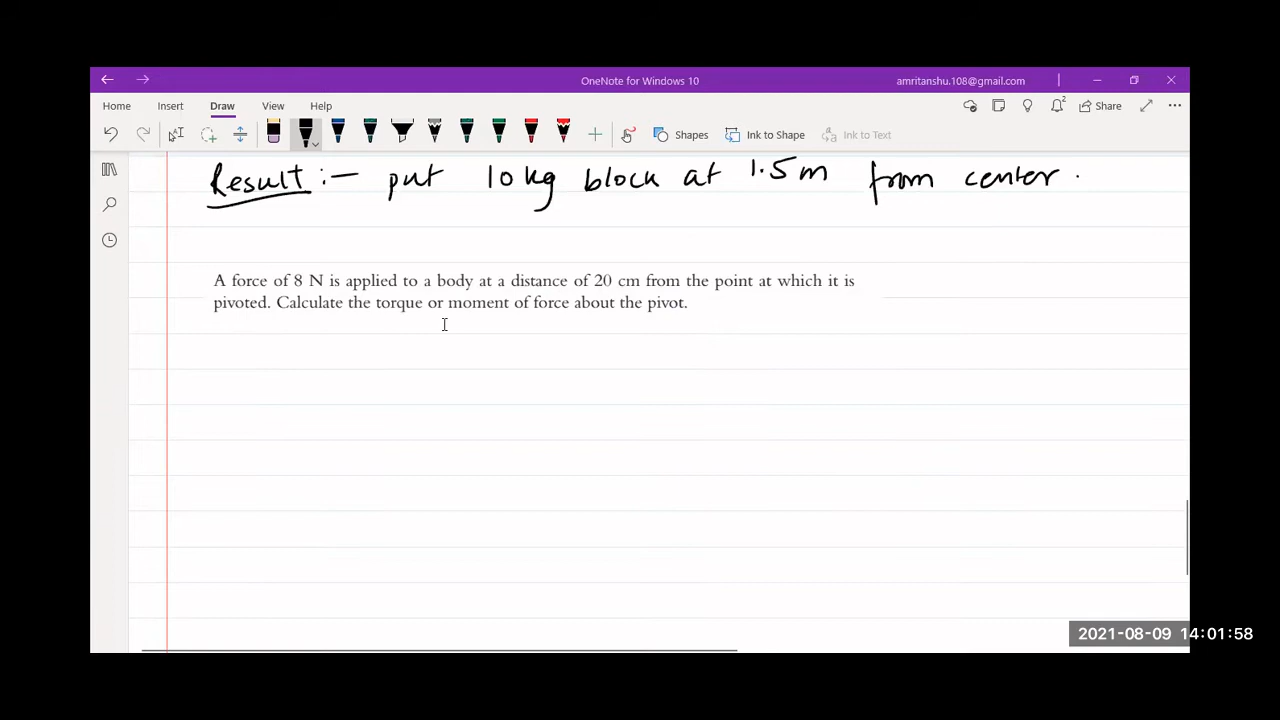 OneNote for Windows 10
amritanshu.108@gmail.com
Home Insert Draw View Help
2
Share
Shapes Ink to Shape Ink to Text
Result :- put 10 kg block at 1.5 m from center.
A force of 8 N is applied to a body at a distance of 20 cm from the point at which it is
pivoted. Calculate the torque or moment of force about the pivot.
2021-08-09 14:01:58